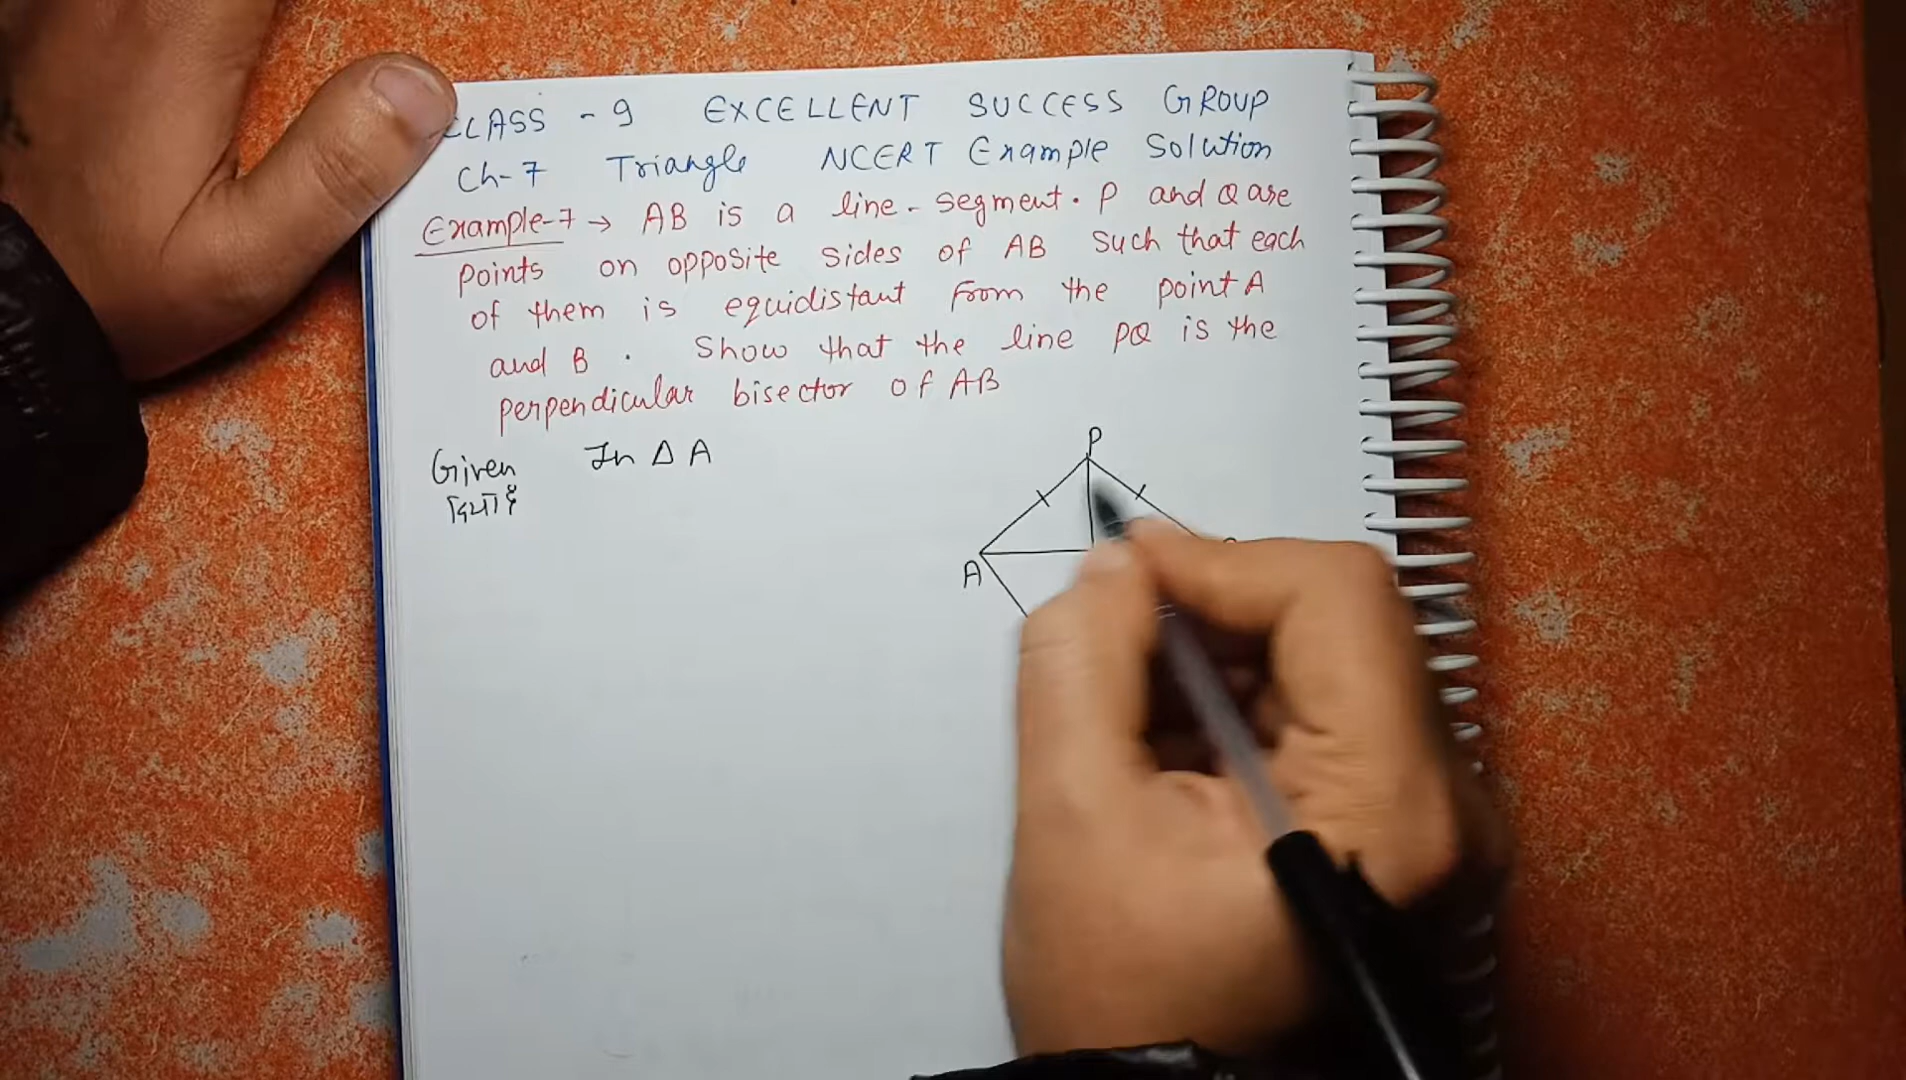 CLASS - 9 EXCELLENT SUCCESS GROUP
Ch-7 Triangle NCERT Example Solution
Example-7 → AB is a line-segment. P and Q are
points on opposite sides of AB such that each
of them is equidistant from the point A
and B. Show that the line PQ is the
perpendicular bisector of AB
Given In Δ A
दिया है
P
A